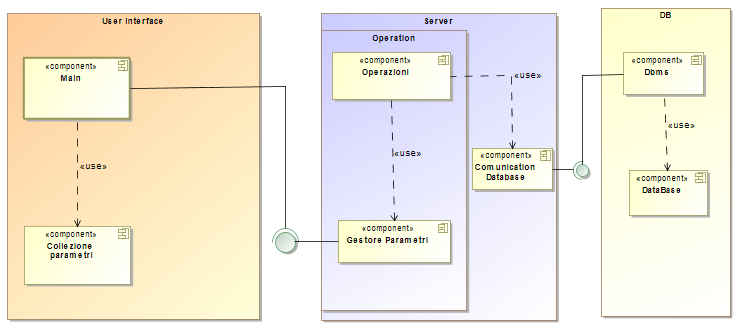 User Interface
«component»
Main
«use»
«component»
Collezione
parametri
Server
Operation
«component»
Operazioni
«use»
«use»
«component»
Comunication
Database
«component»
Gestore Parametri
DB
«component»
Dbms
«use»
«component»
DataBase